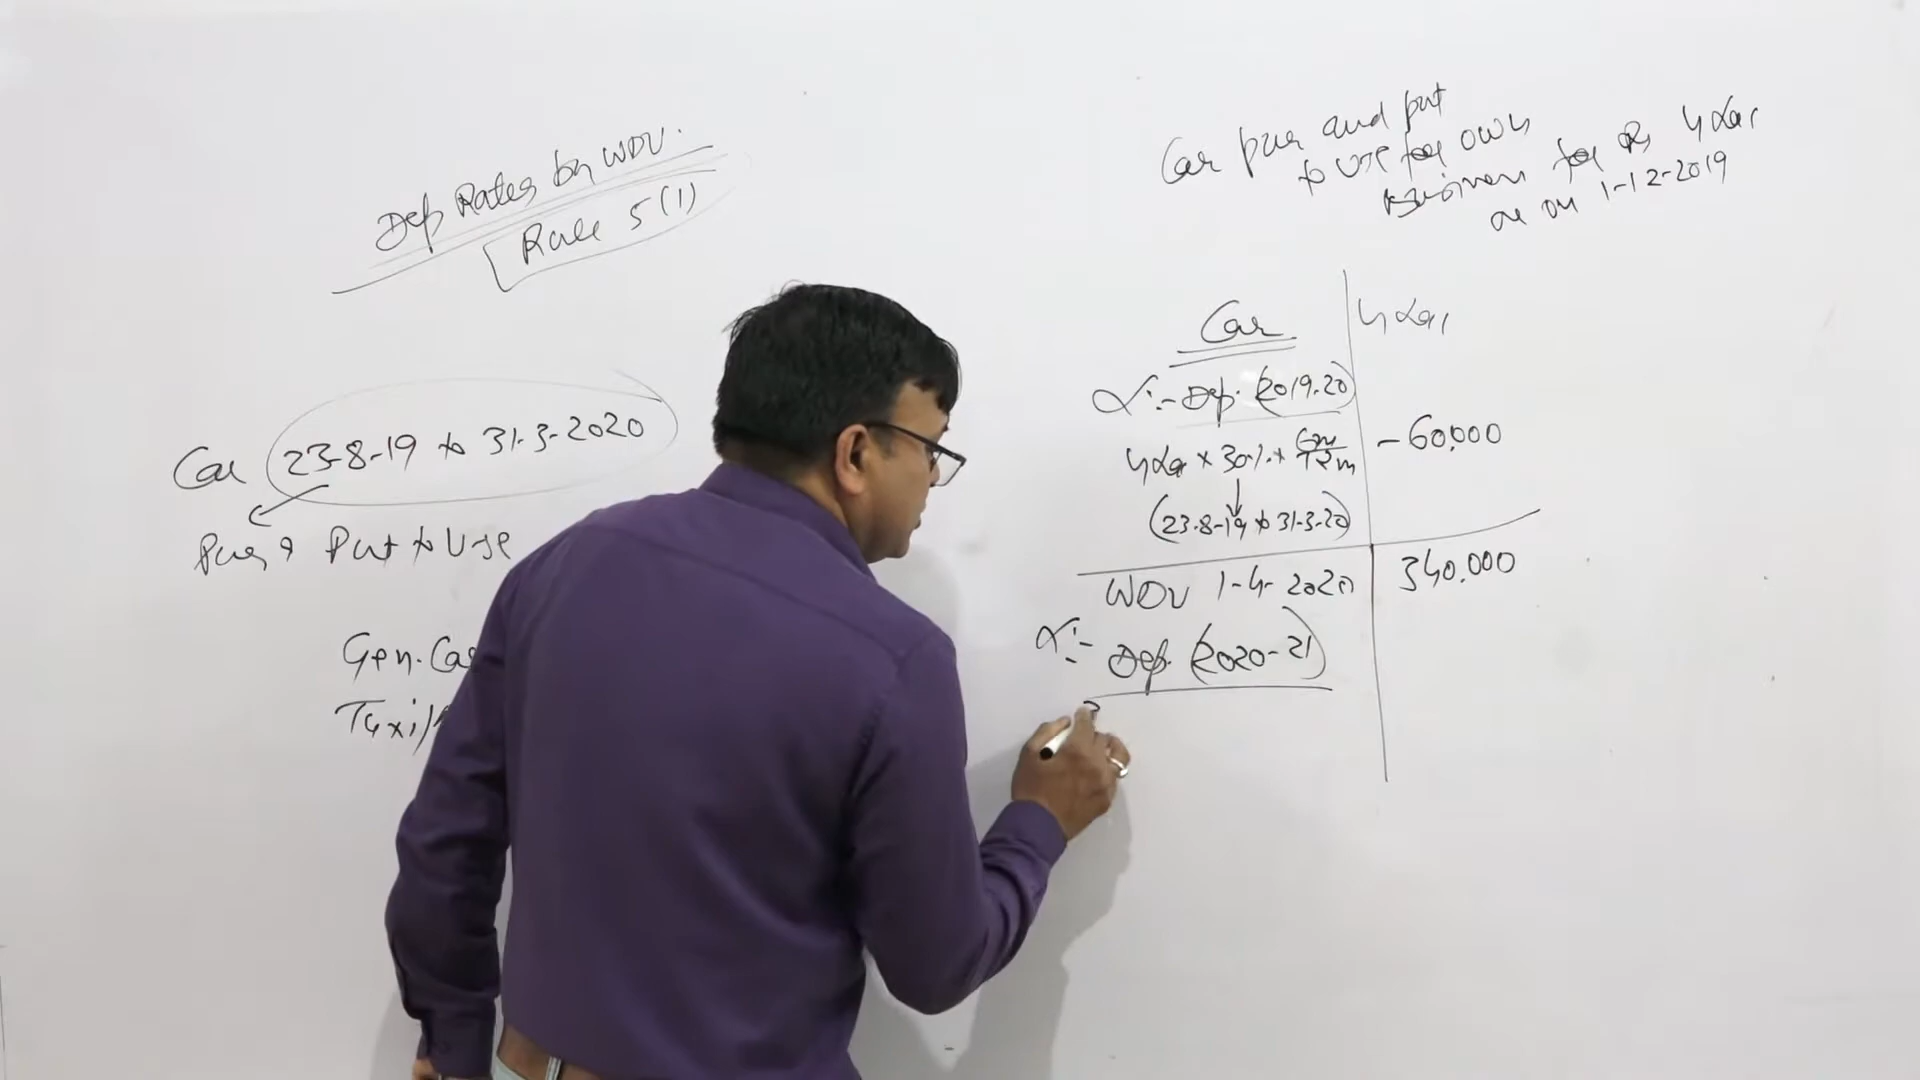 Dep Rates by WDV.
Rule 5(1)
Car 23-8-19 to 31-3-2020
Pur & Put to Use
Gen. Ca
Taxi/
Car pur and put
to use for own
Business for Rs 4 Lac
as on 1-12-2019
Car 4 Lac
L:- Dep. (2019-20)
4 Lac x 30% x 6m/12m - 60,000
(23-8-19 to 31-3-20)
WDV 1-4-2020 340,000
L:- Dep. (2020-21)